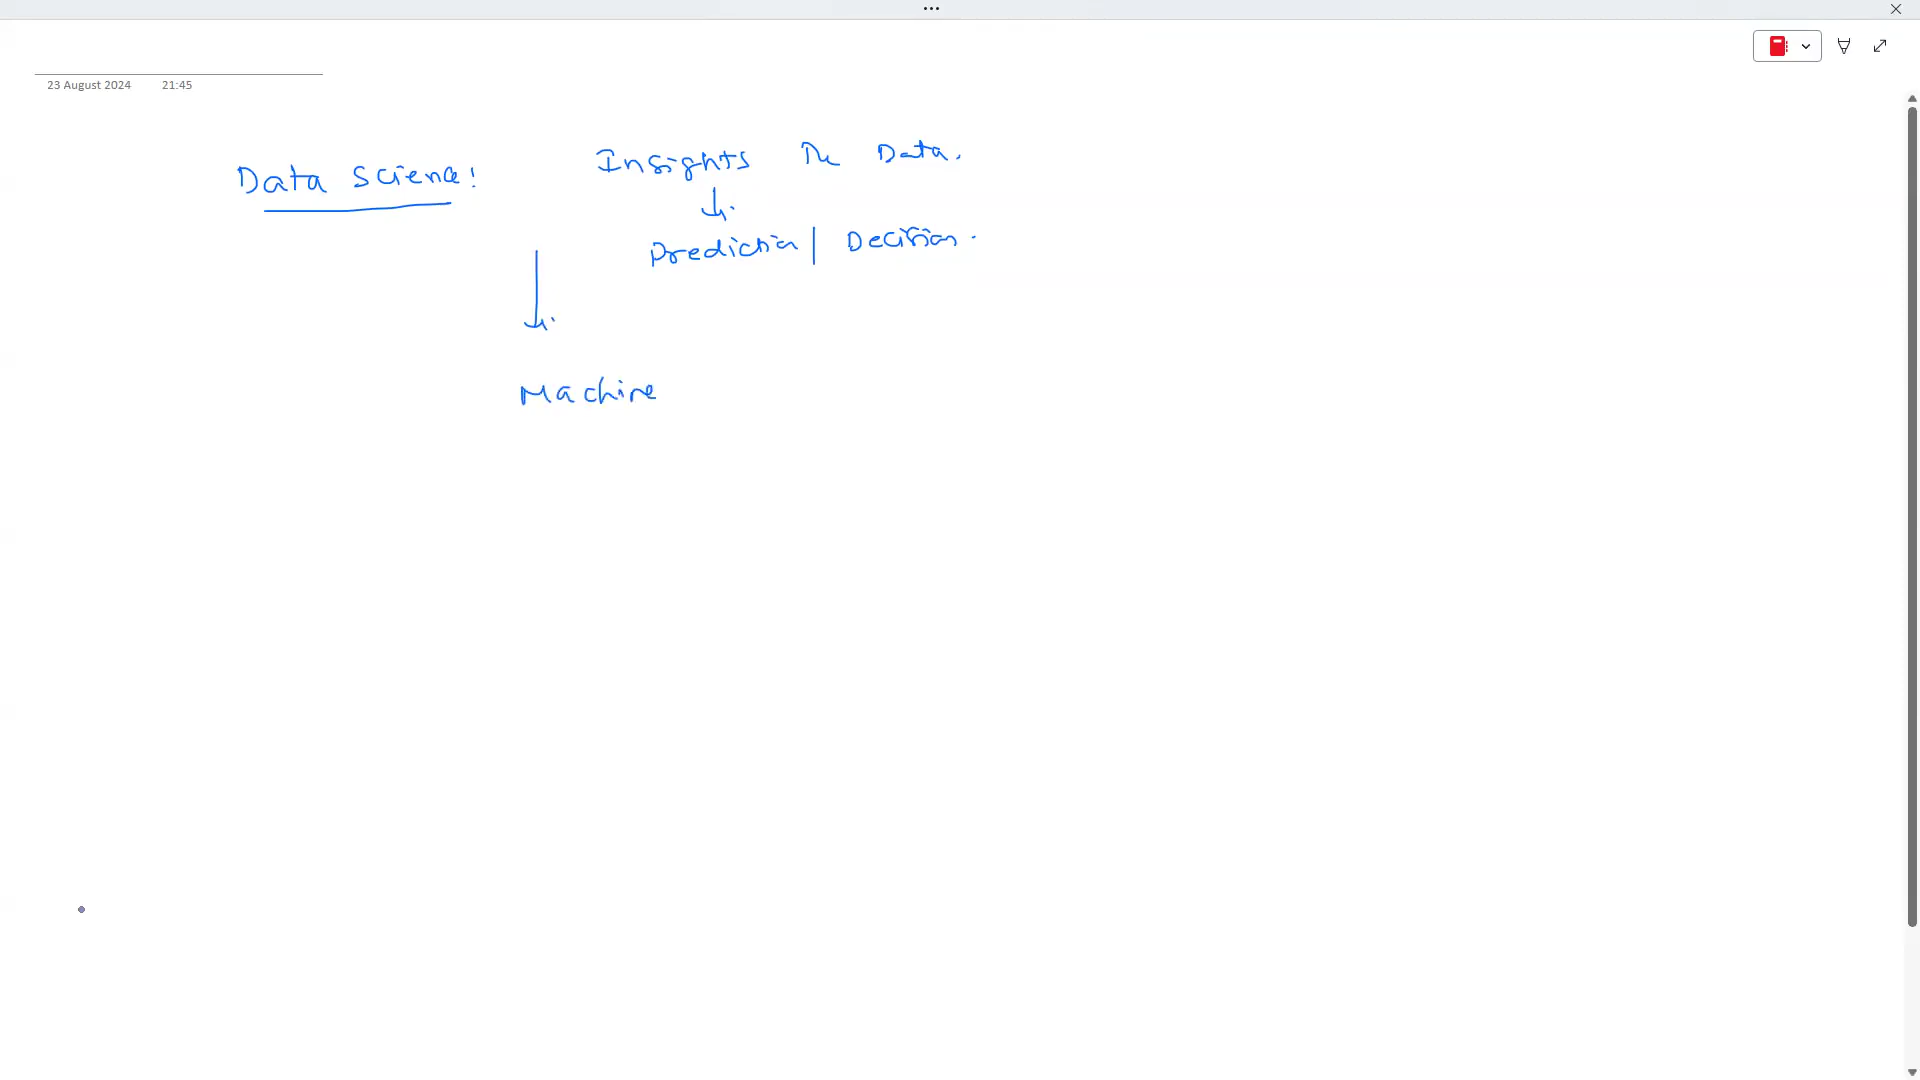 23 August 2024 21:45
Data Science!
Insights The Data.
Prediction | Decision.
Machine